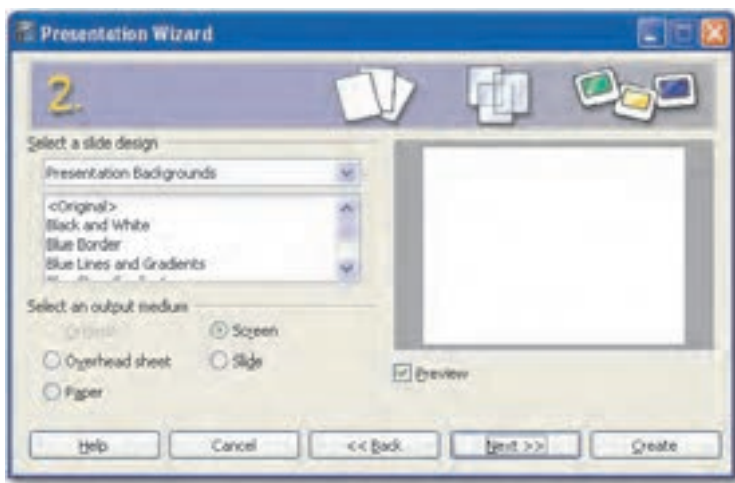 Presentation Wizard
2.
Select a slide design
Presentation Backgrounds
<Original>
Black and White
Blue Border
Blue Lines and Gradients
Select an output medium
Screen
Overhead sheet
Slide
Paper
Preview
Help
Cancel
<< Back
Next >>
Create